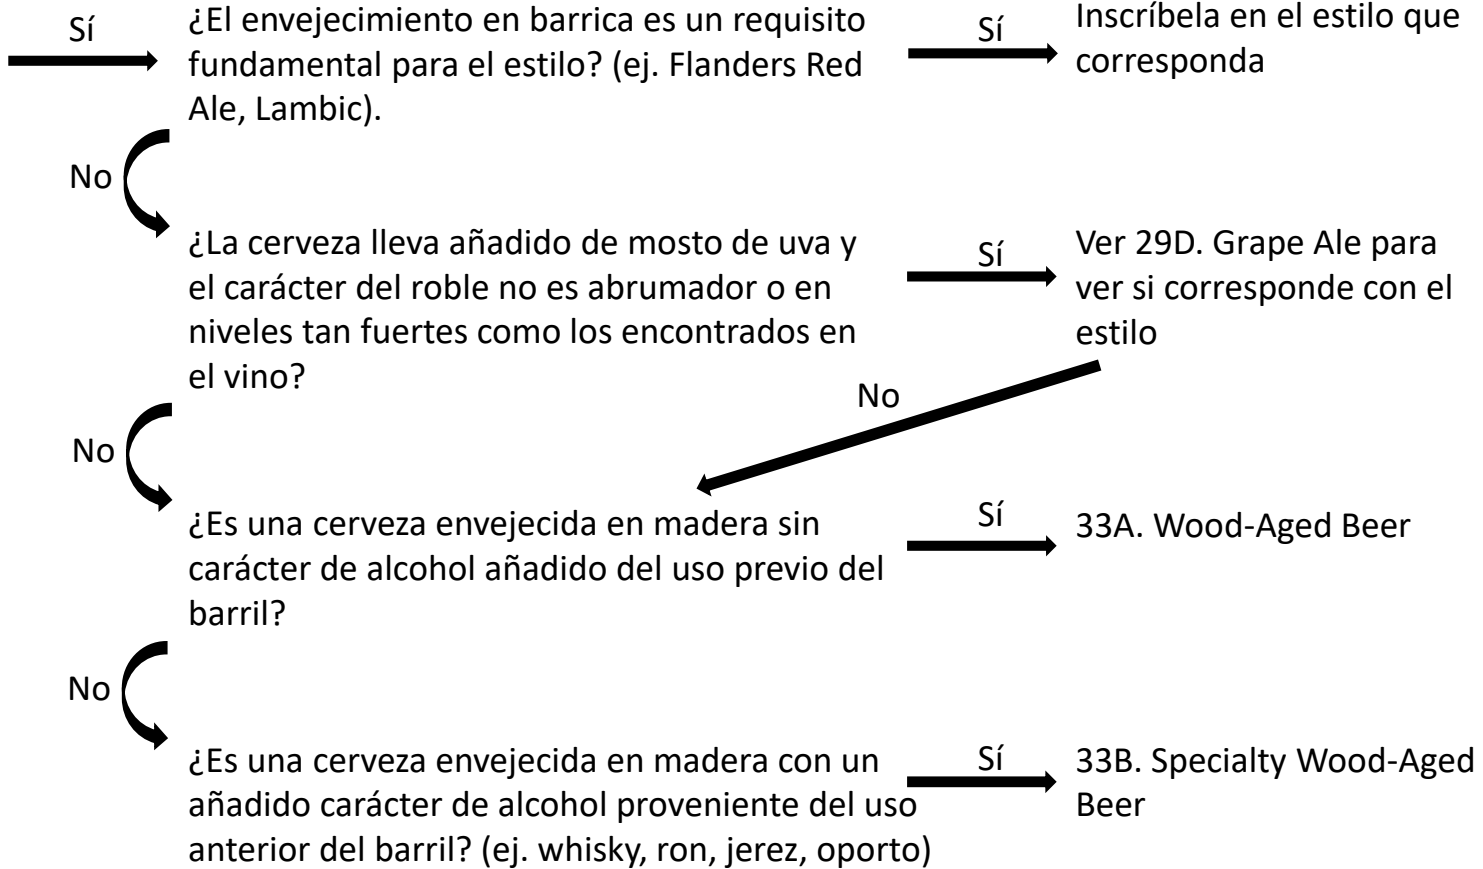 Sí
¿El envejecimiento en barrica es un requisito
fundamental para el estilo? (ej. Flanders Red
Ale, Lambic).
Sí
Inscríbela en el estilo que
corresponda
No
¿La cerveza lleva añadido de mosto de uva y
el carácter del roble no es abrumador o en
niveles tan fuertes como los encontrados en
el vino?
Sí
Ver 29D. Grape Ale para
ver si corresponde con el
estilo
No
No
¿Es una cerveza envejecida en madera sin
carácter de alcohol añadido del uso previo del
barril?
Sí
33A. Wood-Aged Beer
No
¿Es una cerveza envejecida en madera con un
añadido carácter de alcohol proveniente del uso
anterior del barril? (ej. whisky, ron, jerez, oporto)
Sí
33B. Specialty Wood-Aged
Beer